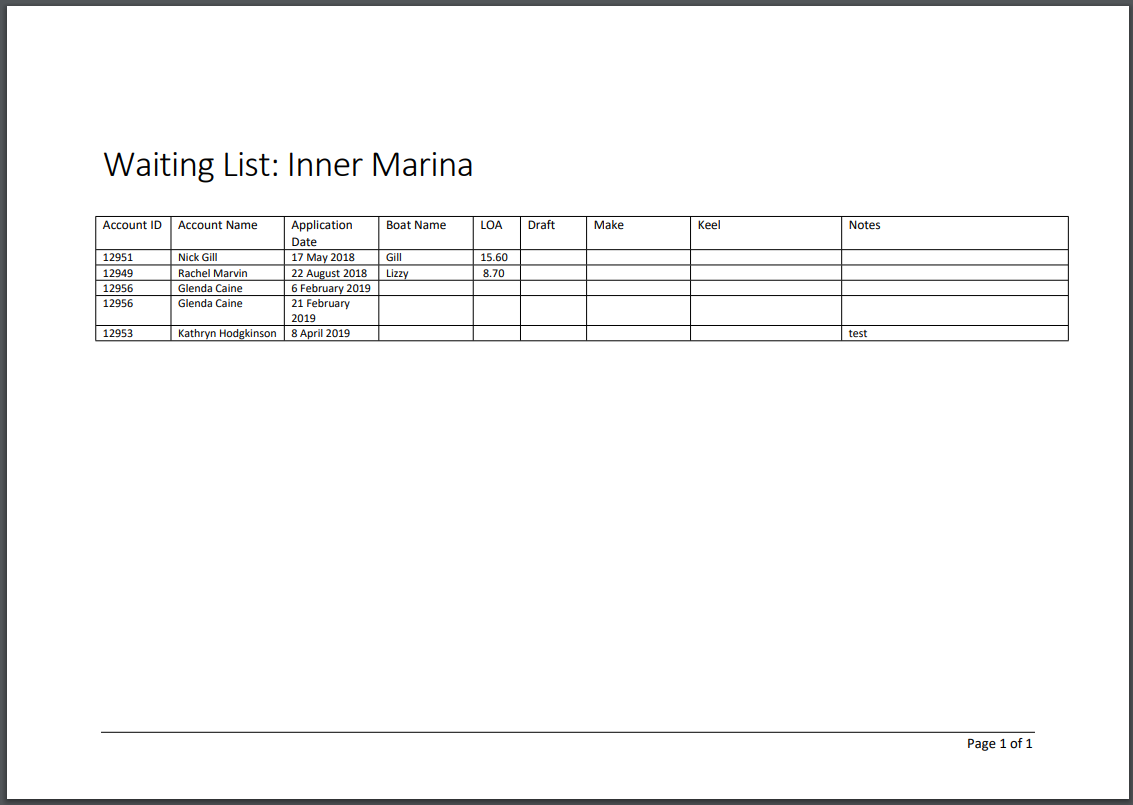 Waiting List: Inner Marina
Account ID Account Name Application Date Boat Name LOA Draft Make Keel Notes
12951 Nick Gill 17 May 2018 Gill 15.60
12949 Rachel Marvin 22 August 2018 Lizzy 8.70
12956 Glenda Caine 6 February 2019
12956 Glenda Caine 21 February 2019
12953 Kathryn Hodgkinson 8 April 2019 test
Page 1 of 1